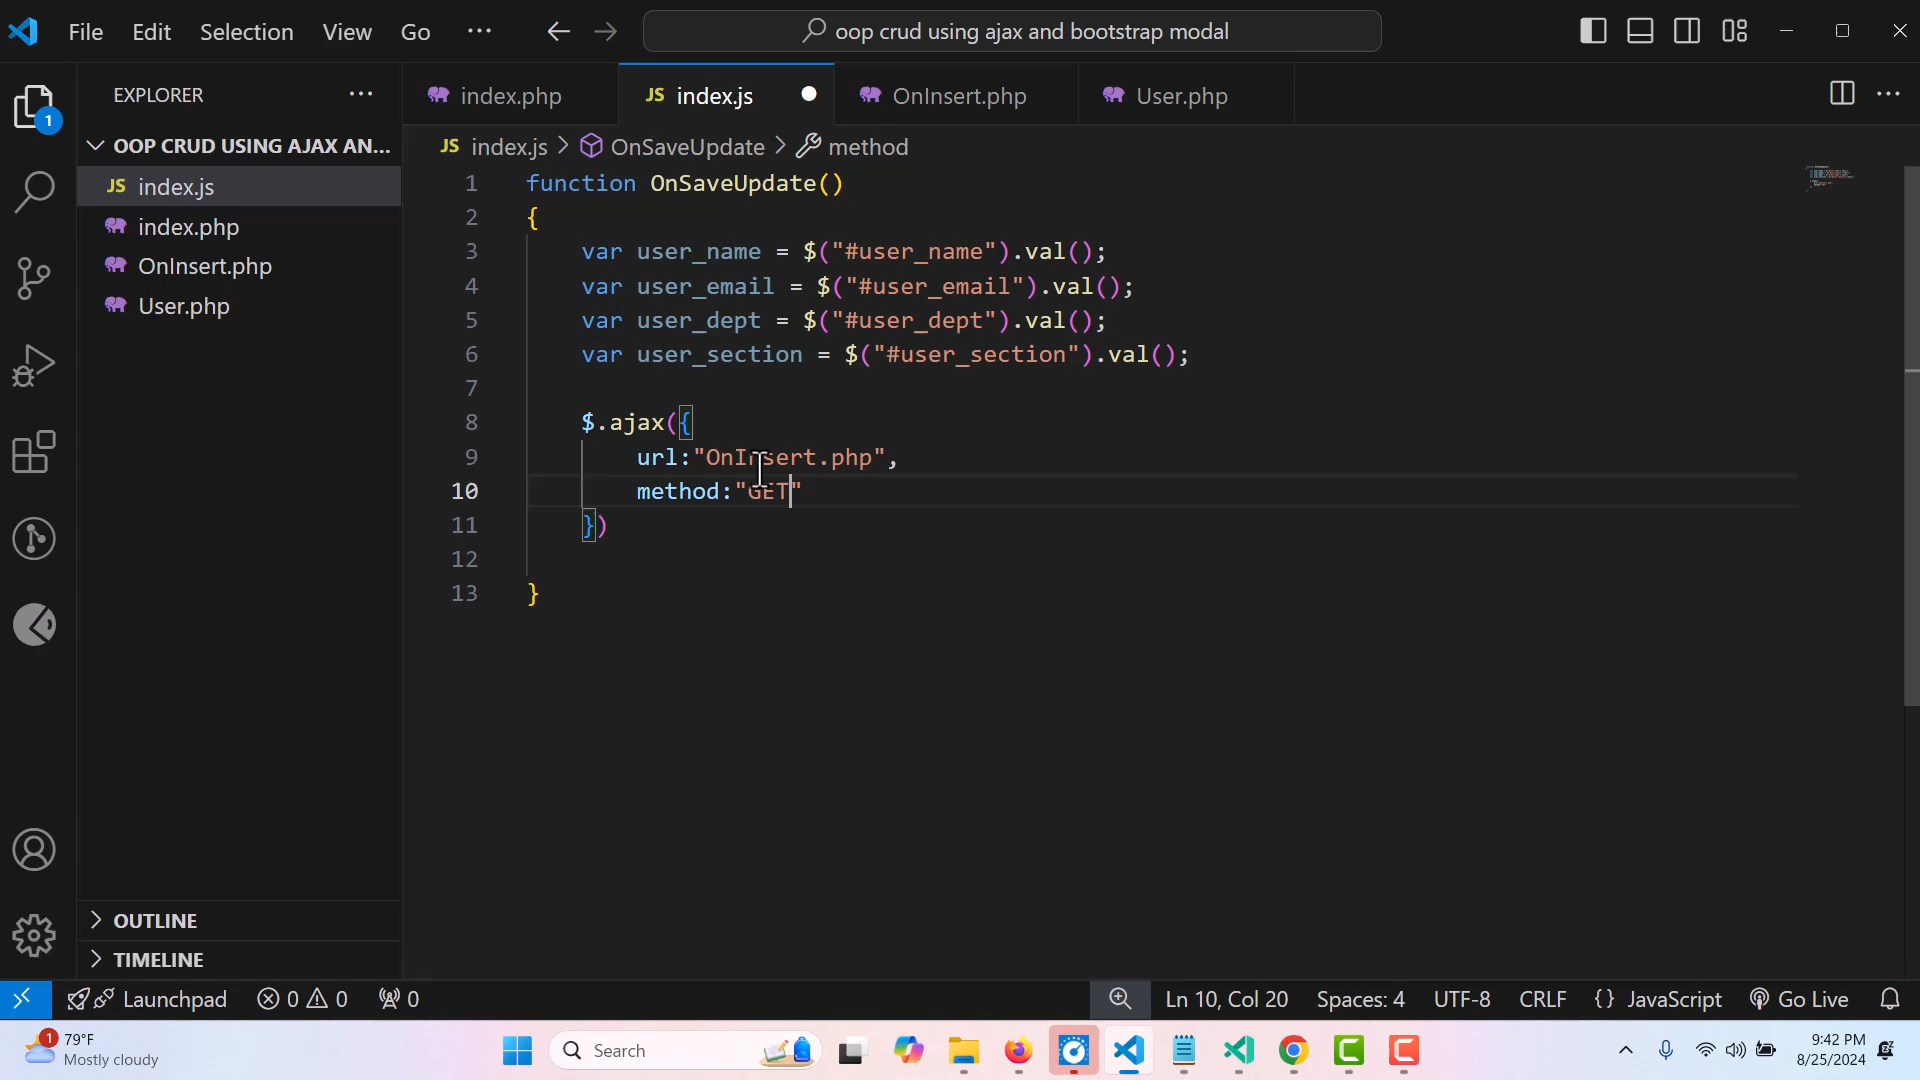 File Edit Selection View Go ... oop crud using ajax and bootstrap modal
EXPLORER
index.php
JS index.js
OnInsert.php
User.php
1
OOP CRUD USING AJAX AN...
JS index.js
index.php
OnInsert.php
User.php
JS index.js > OnSaveUpdate > method
1 function OnSaveUpdate()
2 {
3 var user_name = $("#user_name").val();
4 var user_email = $("#user_email").val();
5 var user_dept = $("#user_dept").val();
6 var user_section = $("#user_section").val();
7
8 $.ajax({
9 url:"OnInsert.php",
10 method:"GET"
11 })
12
13 }
OUTLINE
TIMELINE
Launchpad 0 0 0 Ln 10, Col 20 Spaces: 4 UTF-8 CRLF {} JavaScript Go Live
1
79°F
Mostly cloudy
Search
9:42 PM
8/25/2024